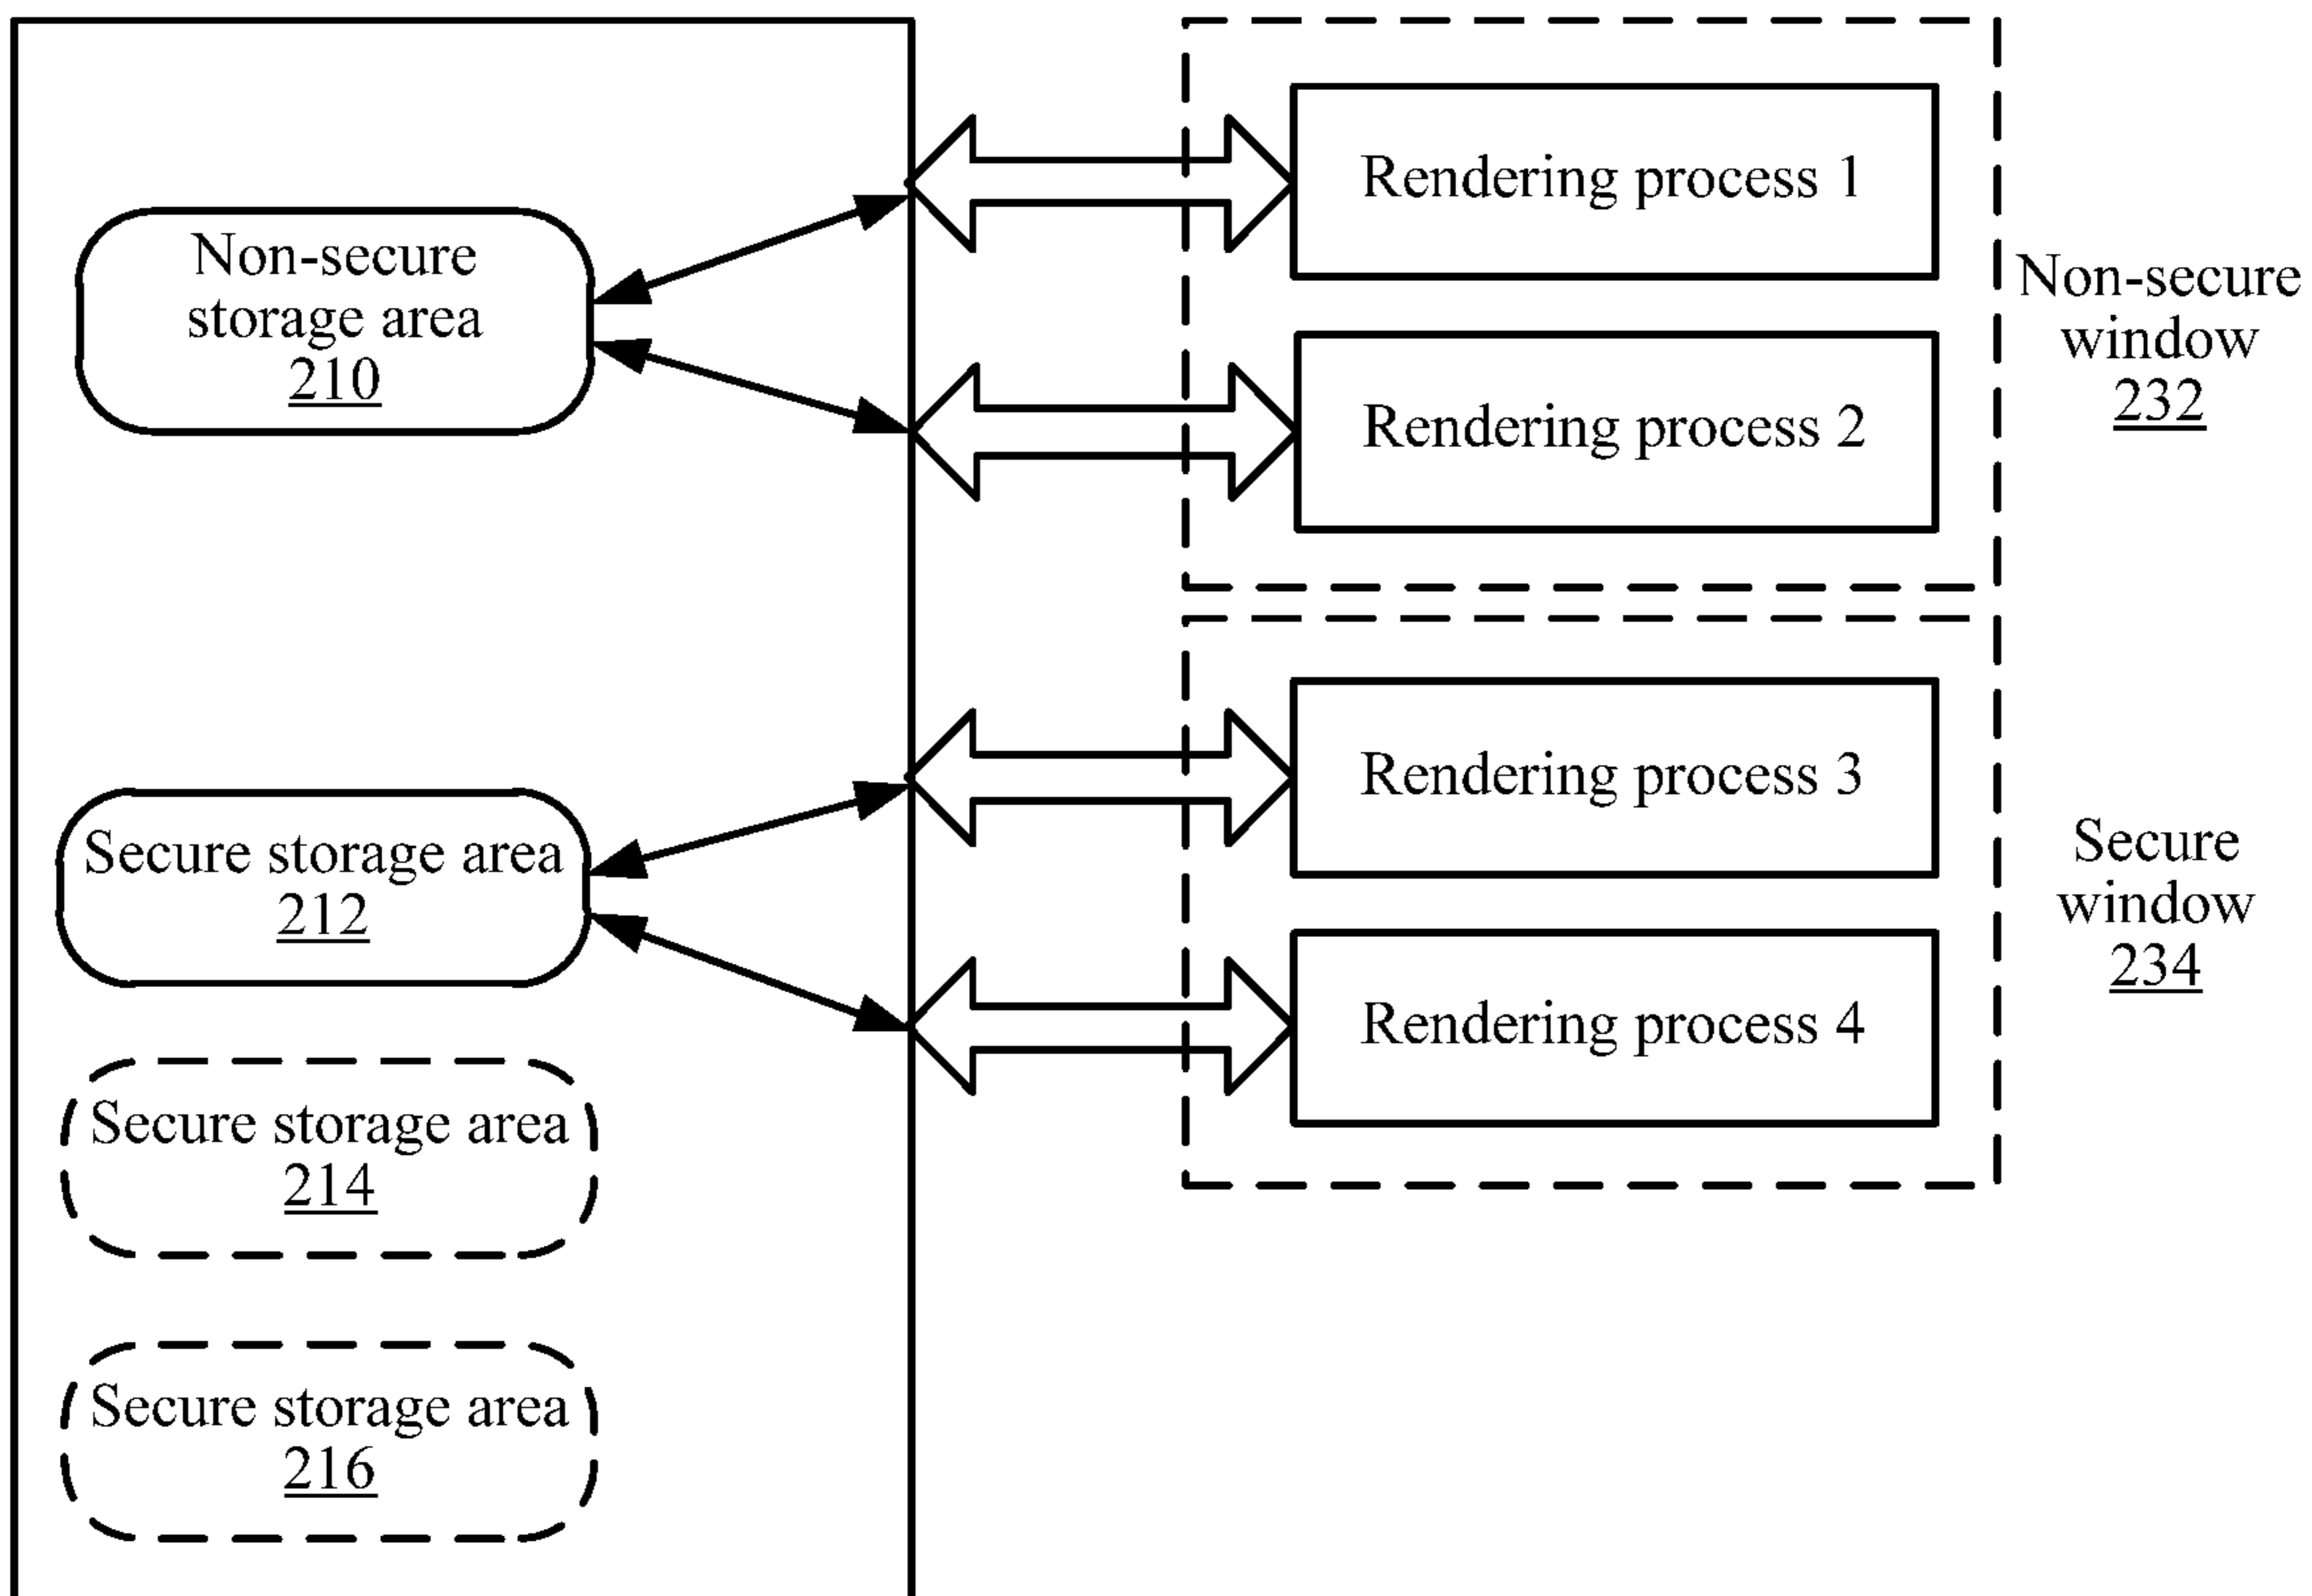 Non-secure
storage area
210
Secure storage area
212
Secure storage area
214
Secure storage area
216
Rendering process 1
Rendering process 2
Non-secure
window
232
Rendering process 3
Rendering process 4
Secure
window
234